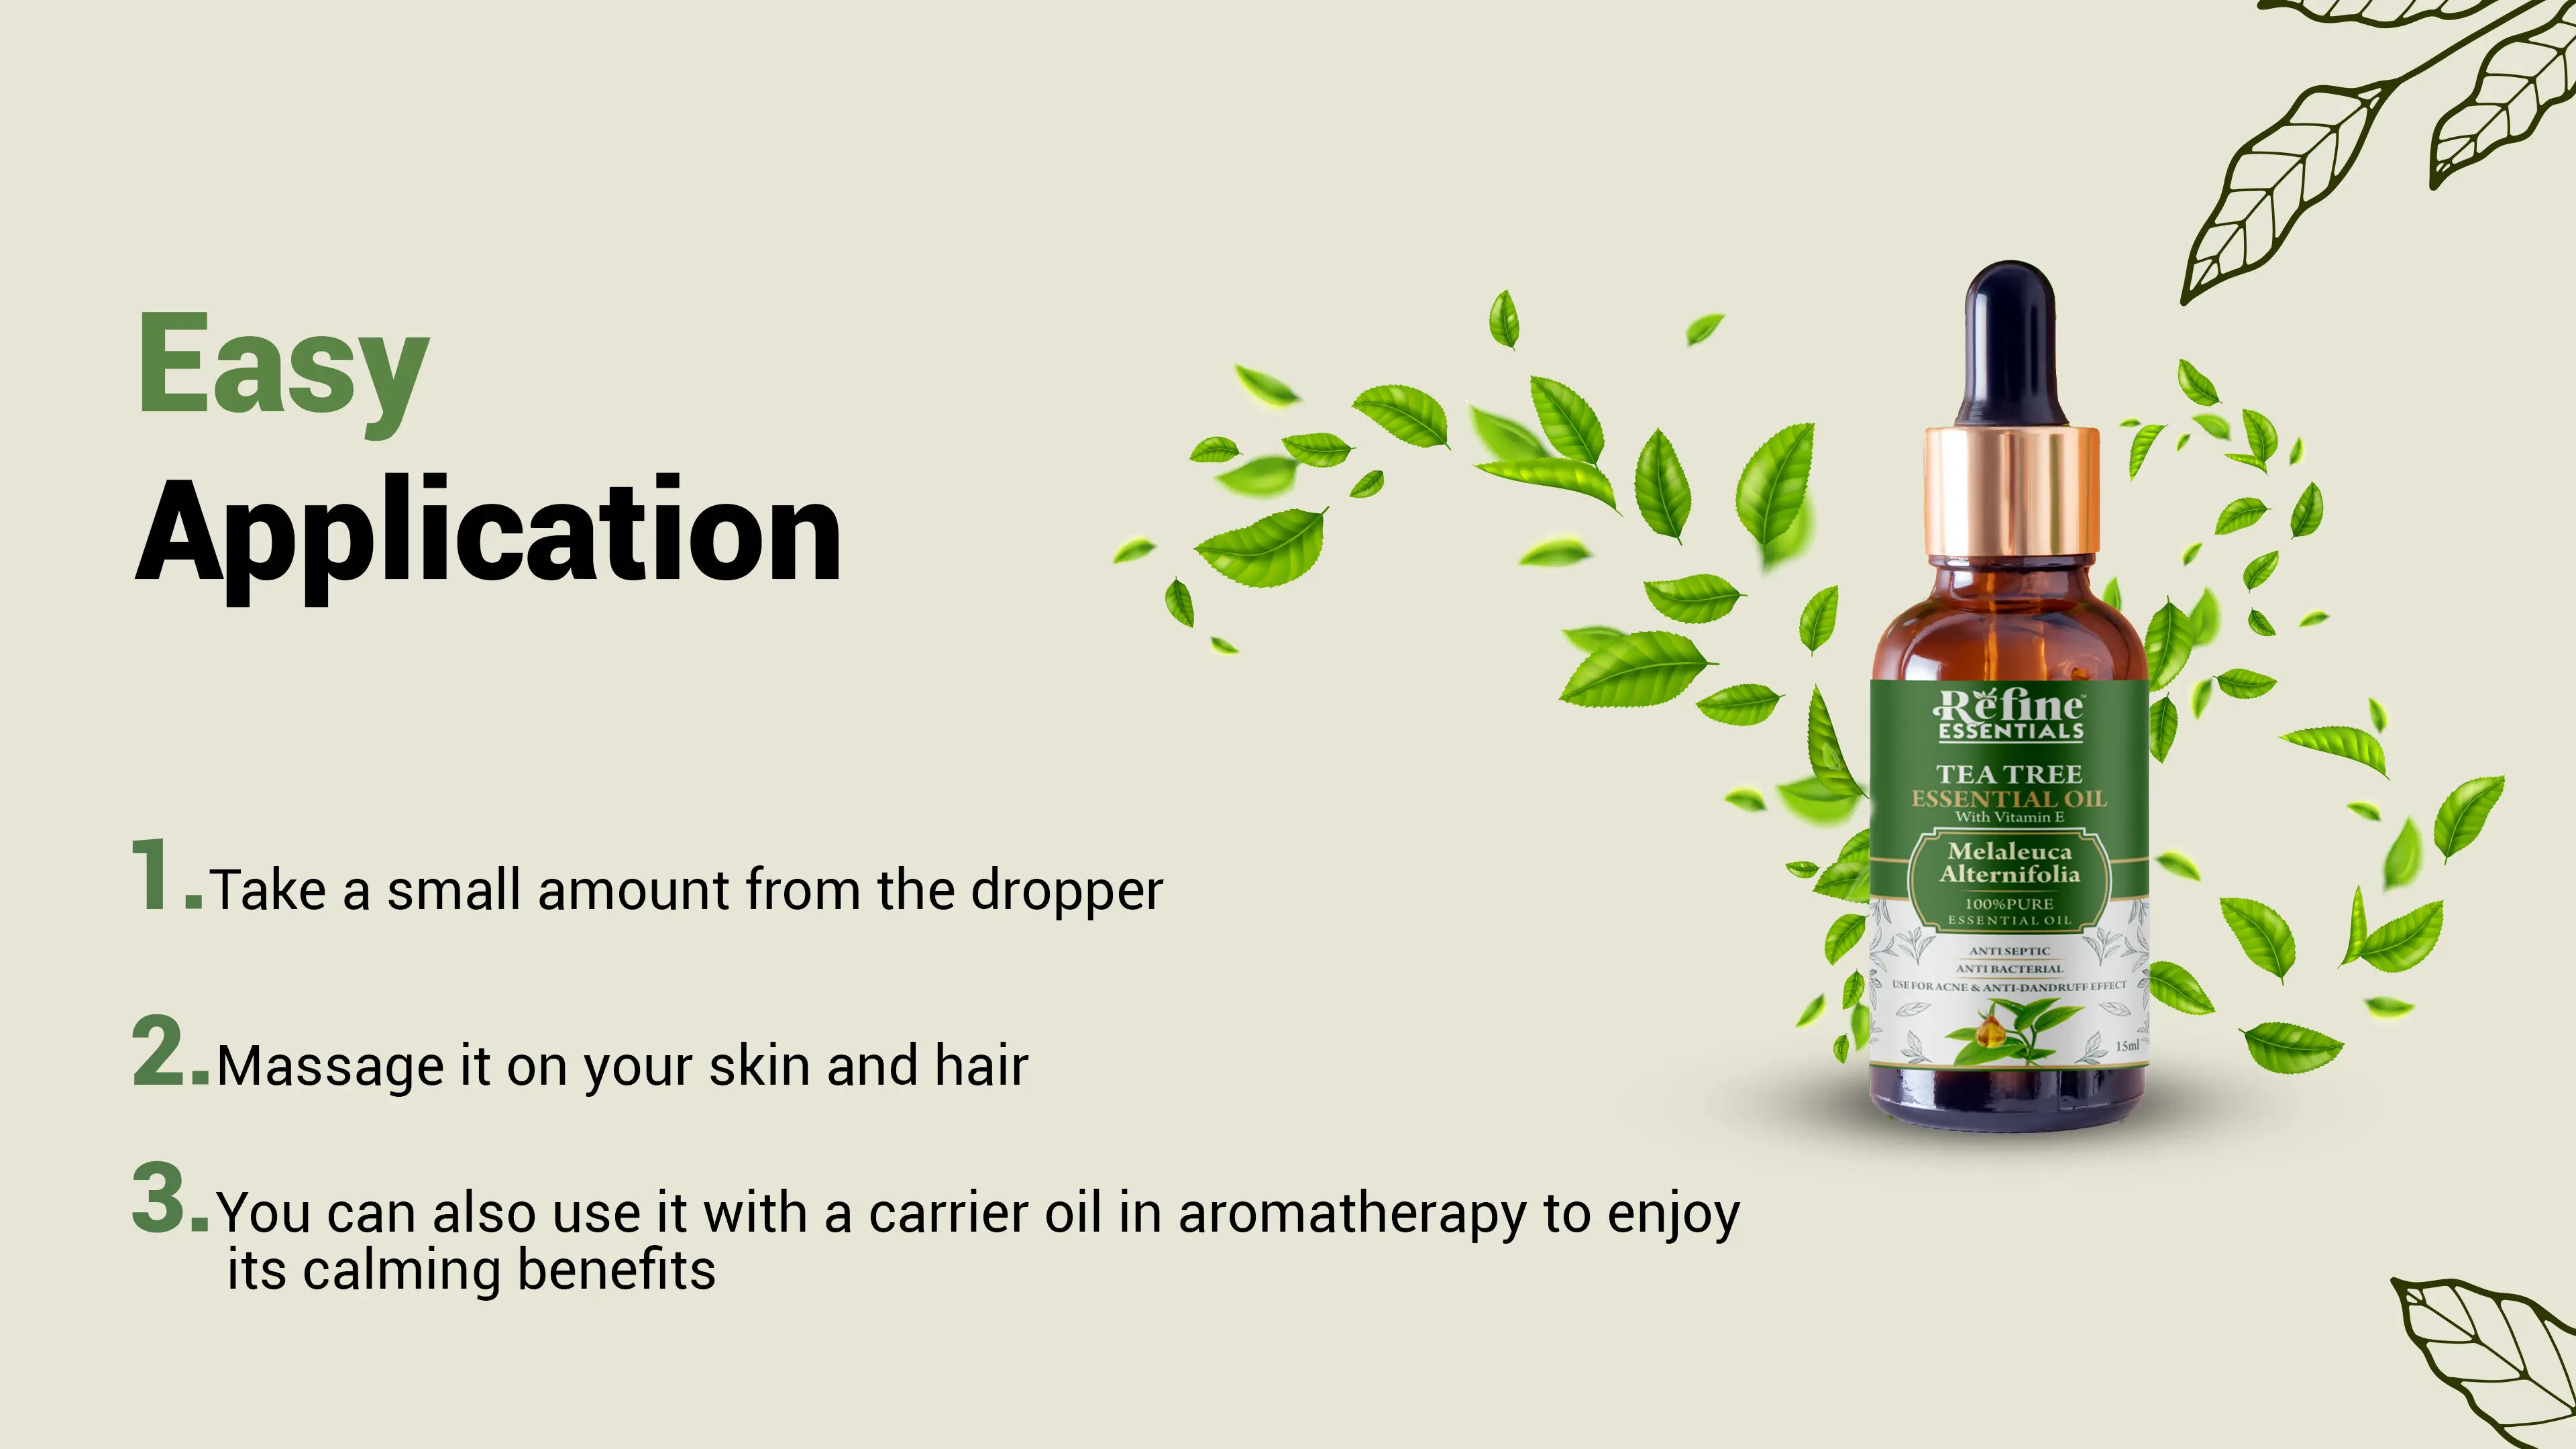 Easy
Application
1. Take a small amount from the dropper
2. Massage it on your skin and hair
3. You can also use it with a carrier oil in aromatherapy to enjoy
its calming benefits
Refine™
ESSENTIALS
TEA TREE
ESSENTIAL OIL
With Vitamin E
Melaleuca
Alternifolia
100%PURE
ESSENTIAL OIL
ANTI SEPTIC
ANTI BACTERIAL
USE FOR ACNE & ANTI-DANDRUFF EFFECT
15ml